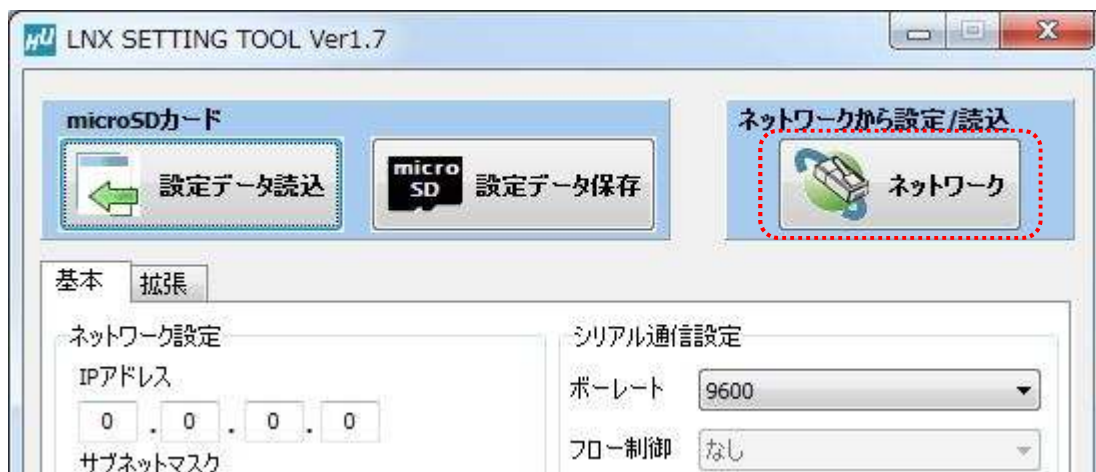 LNX SETTING TOOL Ver1.7
microSDカード
設定データ読込
micro
SD
設定データ保存
ネットワークから設定/読込
ネットワーク
基本
拡張
ネットワーク設定
IPアドレス
0 . 0 . 0 . 0
サブネットマスク
シリアル通信設定
ボーレート
9600
フロー制御
なし